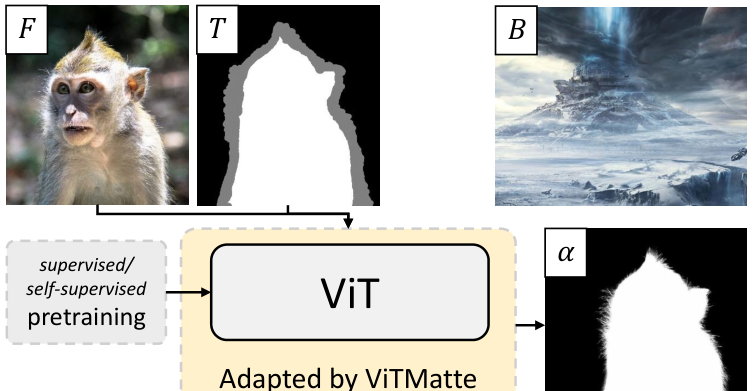 F
T
B
supervised/
self-supervised
pretraining
ViT
α
Adapted by ViTMatte